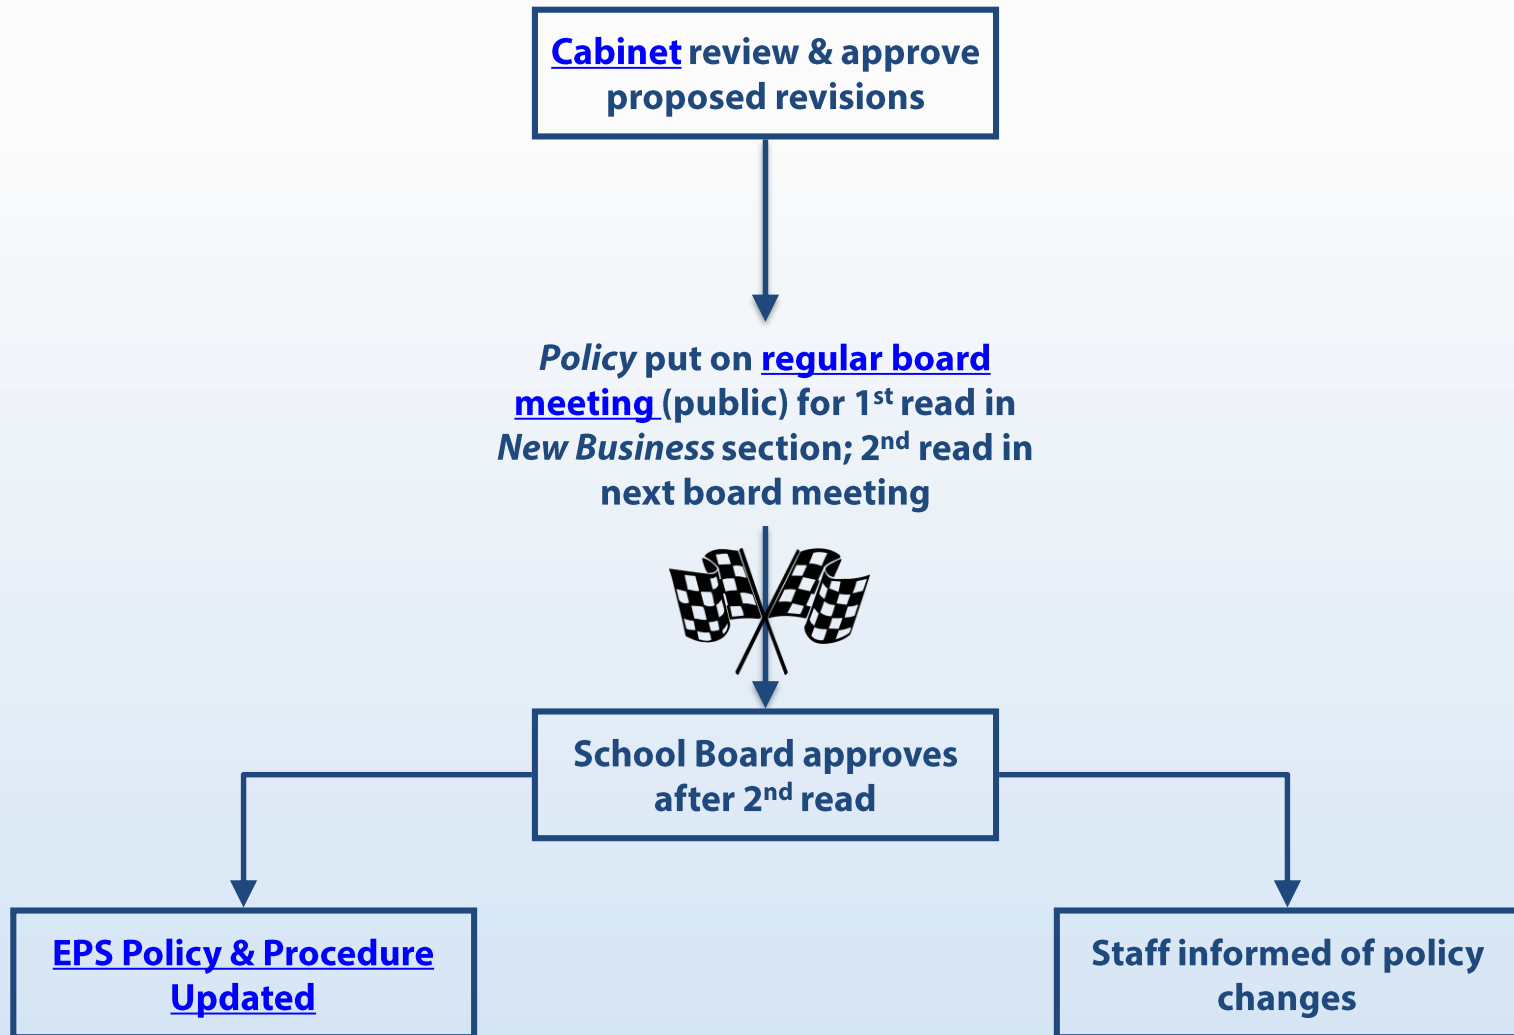 Cabinet review & approve
proposed revisions
Policy put on regular board
meeting (public) for 1st read in
New Business section; 2nd read in
next board meeting
School Board approves
after 2nd read
EPS Policy & Procedure
Updated
Staff informed of policy
changes